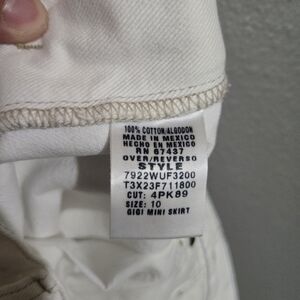 100% COTTON/ALGODON
MADE IN MEXICO
HECHO EN MEXICO
RN 67437
OVER/REVERSO
STYLE
7922WUF3200
T3X23F711800
CUT: 4PK89
SIZE: 10
GIGI MINI SKIRT